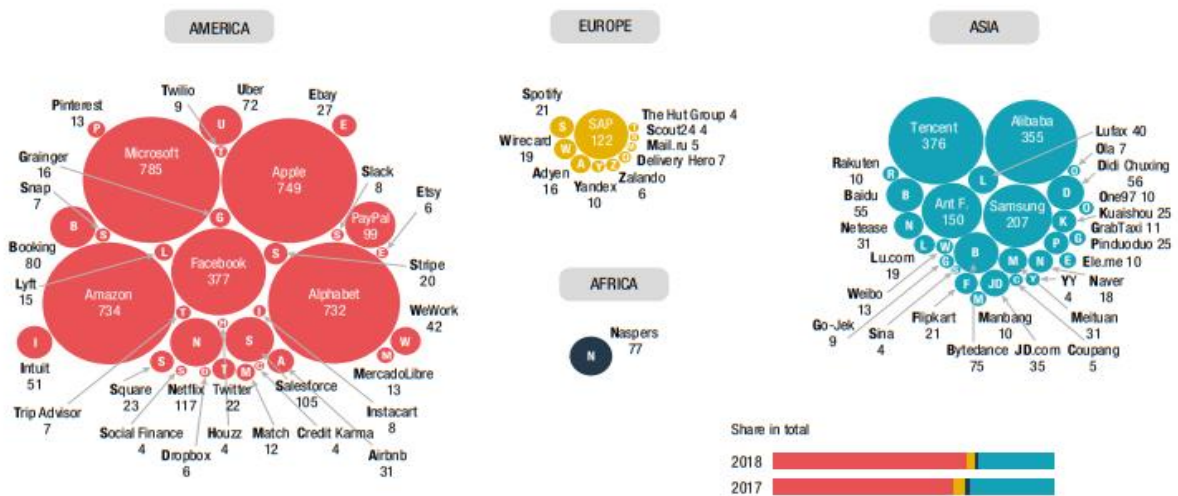 AMERICA
EUROPE
ASIA
AFRICA
Twilio
9
Uber
72
Ebay
27
Pinterest
13
P
U
T
E
Microsoft
785
Apple
749
Grainger
16
Snap
7
Slack
8
Etsy
6
B
S
G
S
PayPal
99
E
Booking
80
L
Facebook
377
S
Stripe
20
Lyft
15
Amazon
734
Alphabet
732
WeWork
42
T
H
I
I
N
S
W
M
Intuit
51
S
S
D
T
M
C
A
MercadoLibre
13
Square
23
Netflix
117
Twitter
22
Salesforce
105
Trip Advisor
7
Instacart
8
Social Finance
4
Houzz
4
Match
12
Credit Karma
4
Dropbox
6
Airbnb
31
Spotify
21
SAP
122
S
W
A
Y
Z
D
The Hut Group 4
Scout24 4
Mail.ru 5
Delivery Hero 7
Wirecard
19
Adyen
16
Yandex
10
Zalando
6
Naspers
77
N
Tencent
376
Alibaba
355
Lufax 40
Ola 7
Didi Chuxing
56
Rakuten
10
R
L
O
D
Baidu
55
B
Ant F.
150
Samsung
207
One97 10
O
Kuaishou 25
K
GrabTaxi 11
G
Netease
31
N
Pinduoduo 25
P
L
W
G
S
B
M
N
E
Ele.me 10
Lu.com
19
Naver
18
F
JD
C
Y
M
YY
4
Weibo
13
Meituan
31
Go-Jek
9
Sina
4
Flipkart
21
Manbang
10
Bytedance
75
JD.com
35
Coupang
5
Share in total
2018
2017